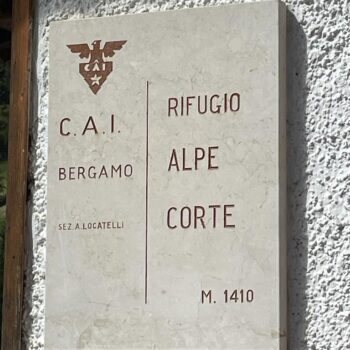 CAI
C.A.I.
BERGAMO
SEZ.A.LOCATELLI
RIFUGIO
ALPE
CORTE
M. 1410